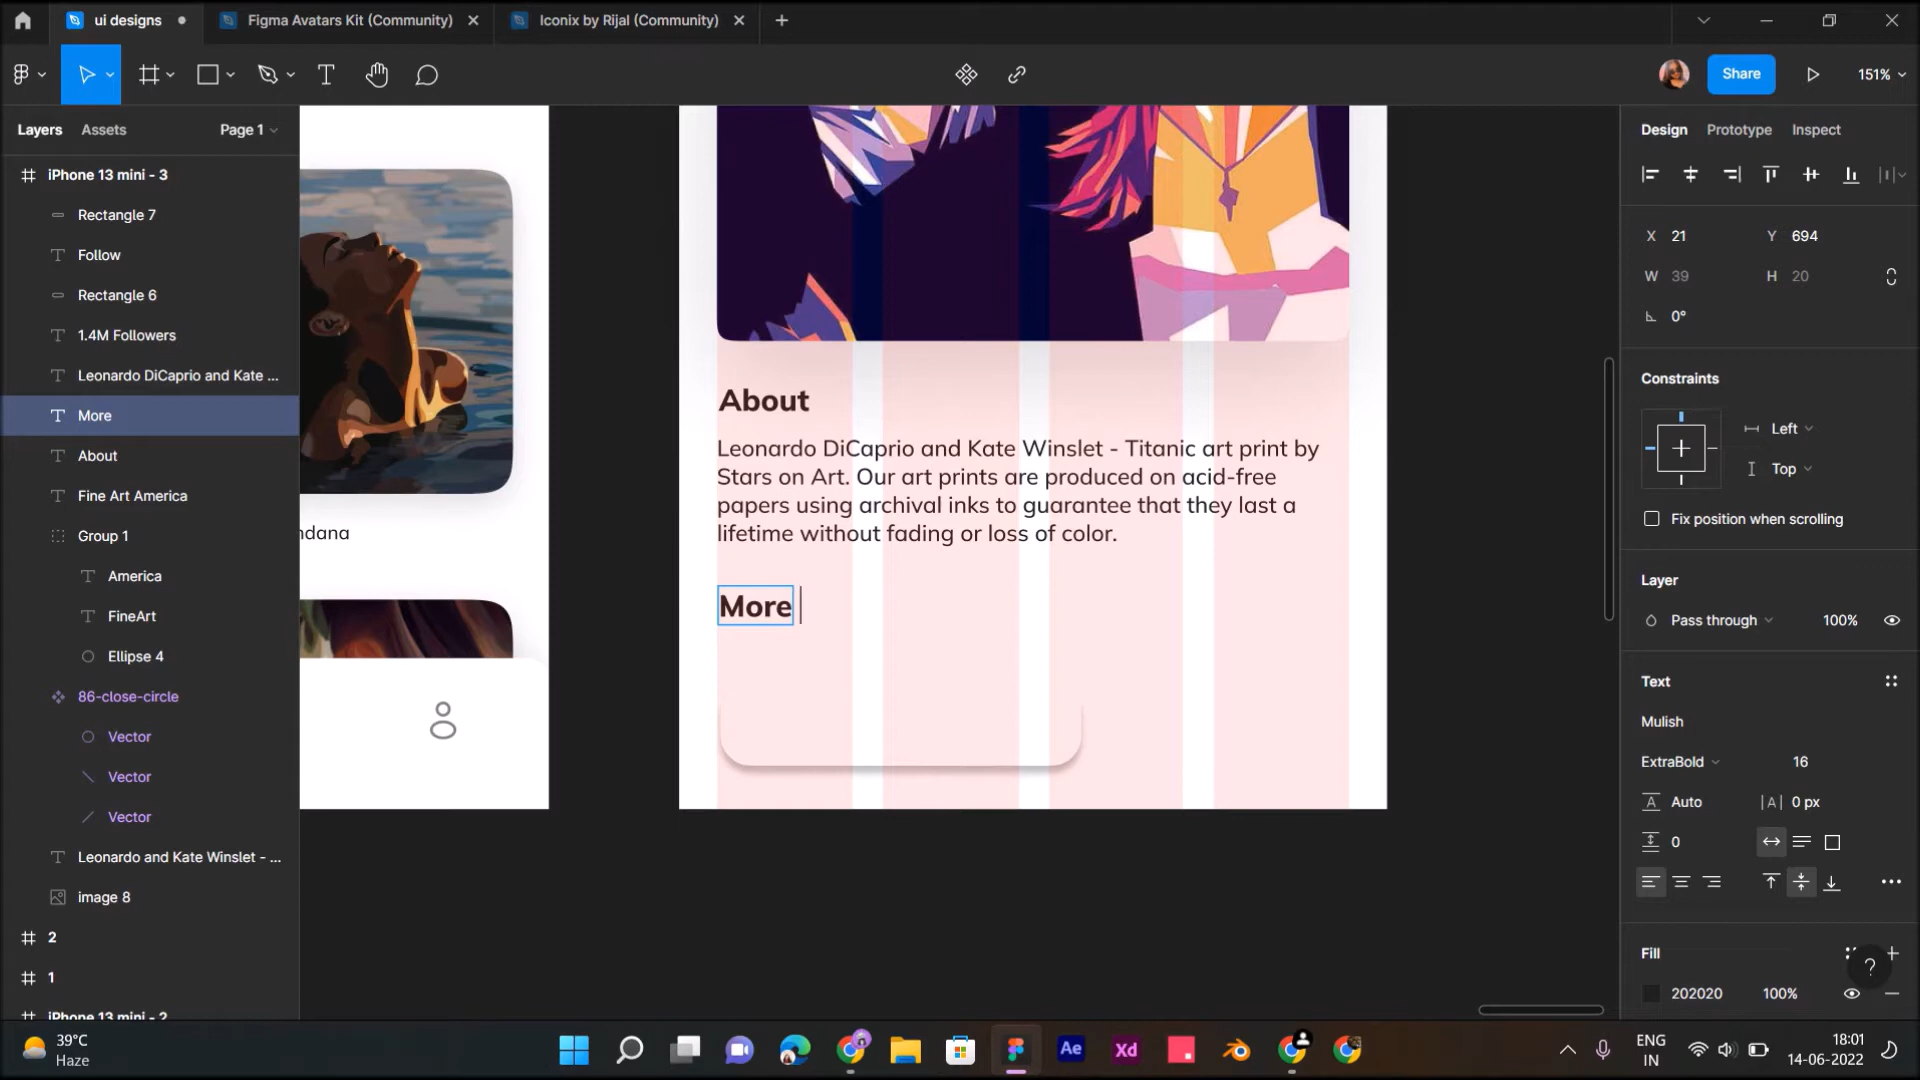 ui designs
Figma Avatars Kit (Community)
Iconix by Rijal (Community)
Share
151%
Layers
Assets
Page 1
iPhone 13 mini - 3
Rectangle 7
Follow
Rectangle 6
1.4M Followers
Leonardo DiCaprio and Kate ...
More
About
Fine Art America
Group 1
America
FineArt
Ellipse 4
86-close-circle
Vector
Vector
Vector
Leonardo and Kate Winslet - ...
image 8
2
1
iPhone 13 mini - 2
ndana
About
Leonardo DiCaprio and Kate Winslet - Titanic art print by
Stars on Art. Our art prints are produced on acid-free
papers using archival inks to guarantee that they last a
lifetime without fading or loss of color.
More
Design
Prototype
Inspect
X 21
Y 694
W 39
H 20
0°
Constraints
Left
Top
Fix position when scrolling
Layer
Pass through
100%
Text
Mulish
ExtraBold
16
Auto
0 px
0
Fill
?
202020
100%
39°C
Haze
Ae
Xd
ENG
IN
18:01
14-06-2022